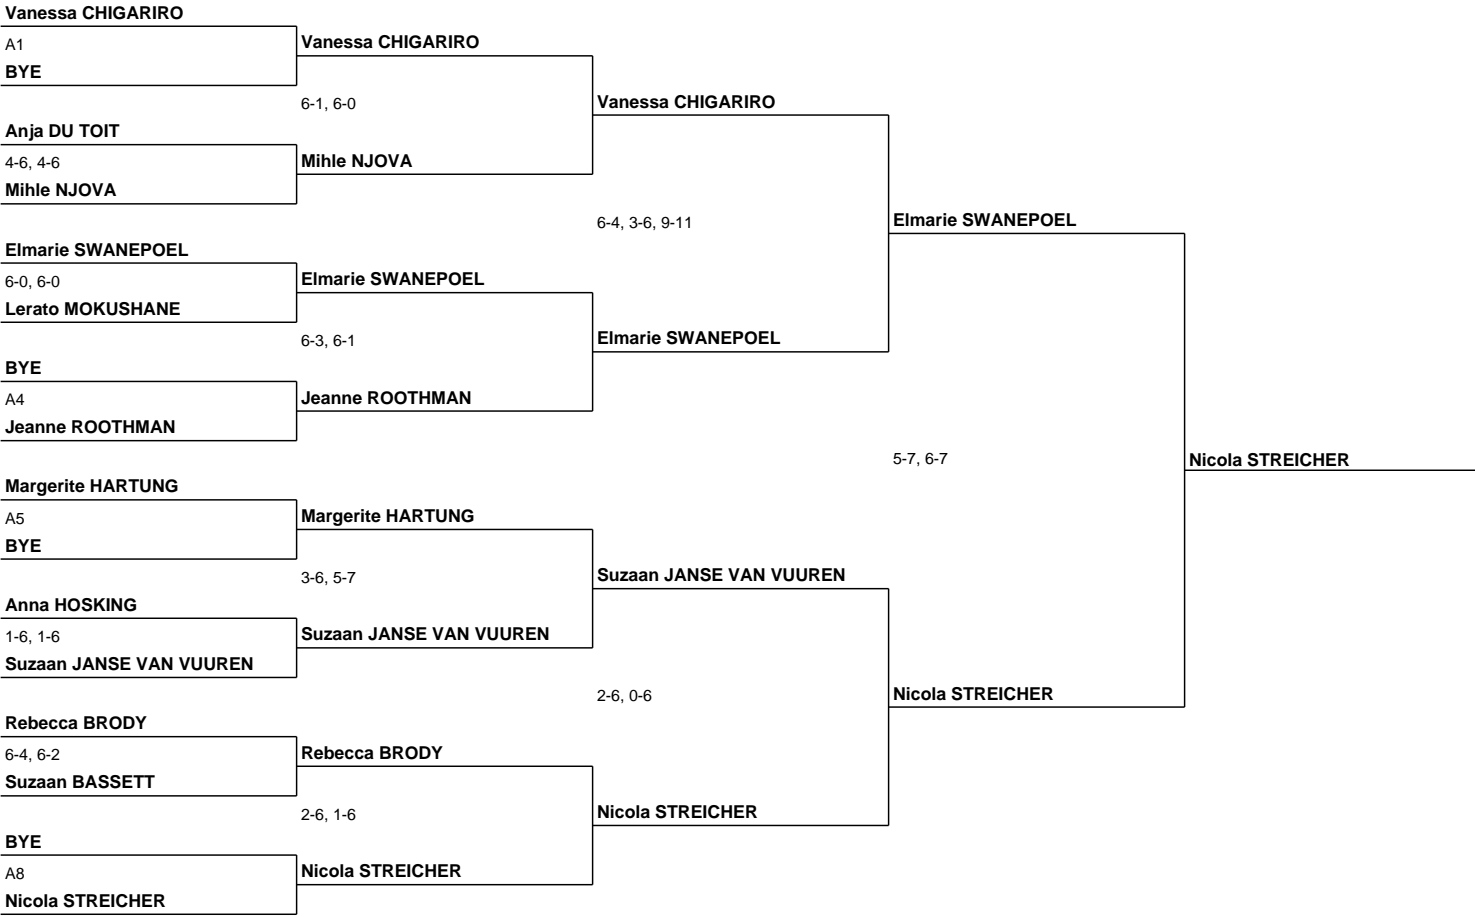 Vanessa CHIGARIRO
A1
BYE
Anja DU TOIT
4-6, 4-6
Mihle NJOVA
Elmarie SWANEPOEL
6-0, 6-0
Lerato MOKUSHANE
BYE
A4
Jeanne ROOTHMAN
Margerite HARTUNG
A5
BYE
Anna HOSKING
1-6, 1-6
Suzaan JANSE VAN VUUREN
Rebecca BRODY
6-4, 6-2
Suzaan BASSETT
BYE
A8
Nicola STREICHER
Vanessa CHIGARIRO
6-1, 6-0
Mihle NJOVA
Elmarie SWANEPOEL
6-3, 6-1
Jeanne ROOTHMAN
Margerite HARTUNG
3-6, 5-7
Suzaan JANSE VAN VUUREN
Rebecca BRODY
2-6, 1-6
Nicola STREICHER
Vanessa CHIGARIRO
6-4, 3-6, 9-11
Elmarie SWANEPOEL
Suzaan JANSE VAN VUUREN
2-6, 0-6
Nicola STREICHER
Elmarie SWANEPOEL
5-7, 6-7
Nicola STREICHER
Nicola STREICHER